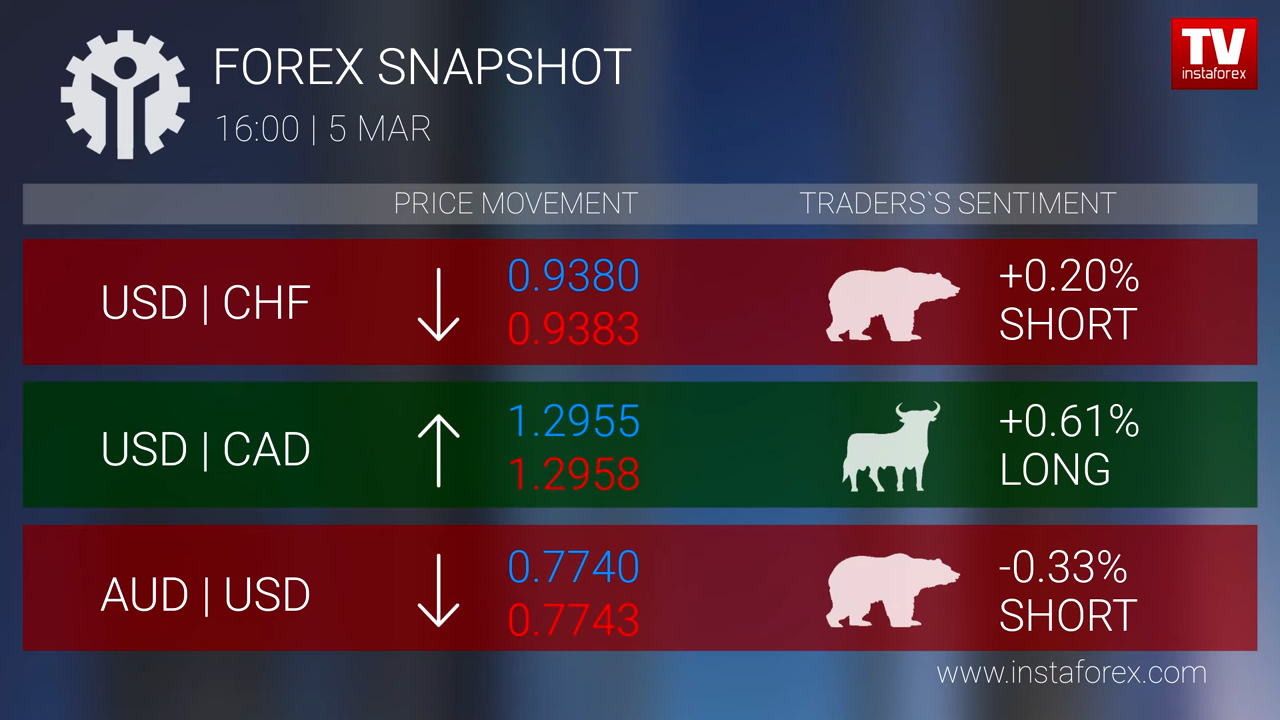 FOREX SNAPSHOT
16:00 | 5 MAR
TV
instaforex
PRICE MOVEMENT TRADERS`S SENTIMENT
USD | CHF 0.9380 +0.20%
0.9383 SHORT
USD | CAD 1.2955 +0.61%
1.2958 LONG
AUD | USD 0.7740 -0.33%
0.7743 SHORT
www.instaforex.com